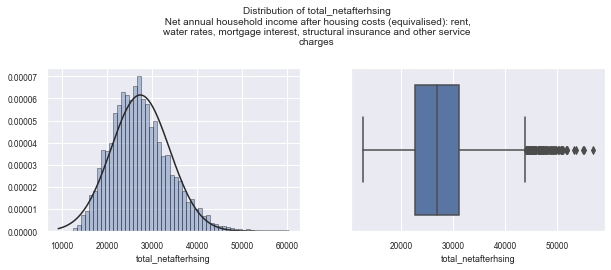 Distribution of total_netafterhsing
Net annual household income after housing costs (equivalised): rent,
water rates, mortgage interest, structural insurance and other service
charges
0.00007
0.00006
0.00005
0.00004
0.00003
0.00002
0.00001
0.00000
10000 20000 30000 40000 50000 60000
total_netafterhsing
20000 30000 40000 50000
total_netafterhsing